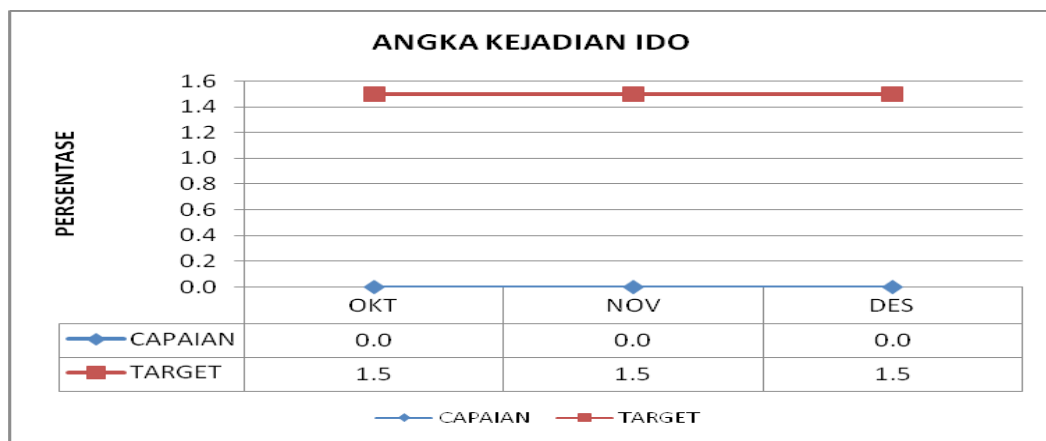 ANGKA KEJADIAN IDO
PERSENTASE
1.6
1.4
1.2
1.0
0.8
0.6
0.4
0.2
0.0
OKT NOV DES
CAPAIAN 0.0 0.0 0.0
TARGET 1.5 1.5 1.5
CAPAIAN TARGET